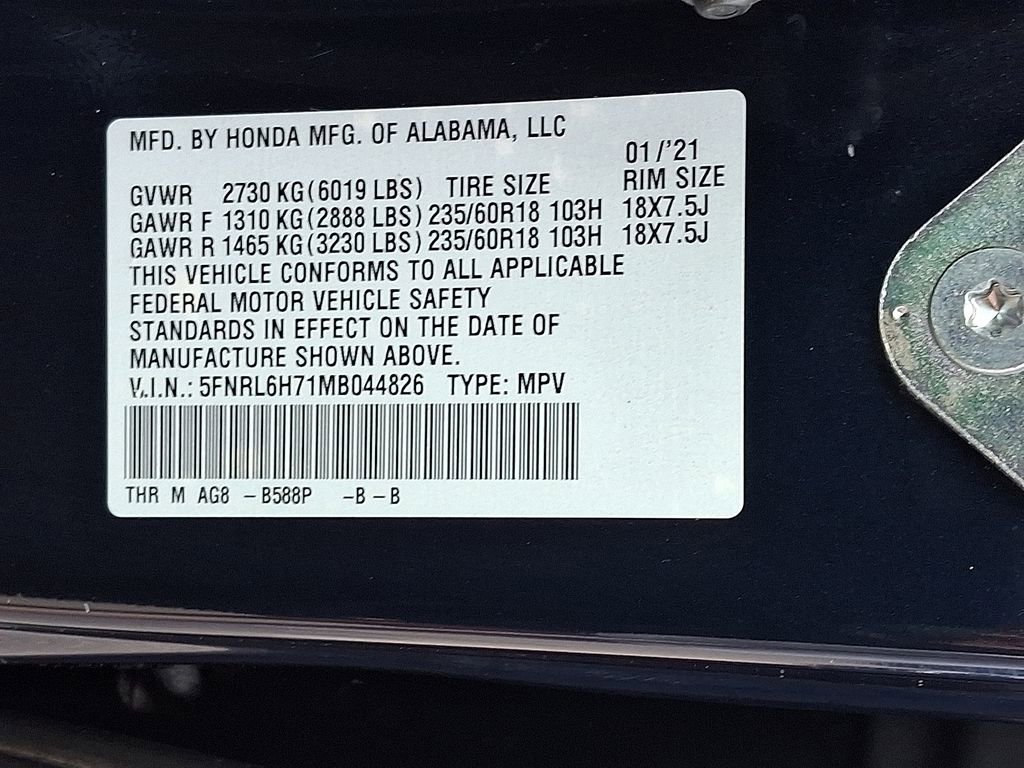 MFD. BY HONDA MFG. OF ALABAMA, LLC
01/'21
GVWR 2730 KG (6019 LBS) TIRE SIZE RIM SIZE
GAWR F 1310 KG (2888 LBS) 235/60R18 103H 18X7.5J
GAWR R 1465 KG (3230 LBS) 235/60R18 103H 18X7.5J
THIS VEHICLE CONFORMS TO ALL APPLICABLE
FEDERAL MOTOR VEHICLE SAFETY
STANDARDS IN EFFECT ON THE DATE OF
MANUFACTURE SHOWN ABOVE.
V.I.N.: 5FNRL6H71MB044826 TYPE: MPV
THR M AG8 -B588P -B-B